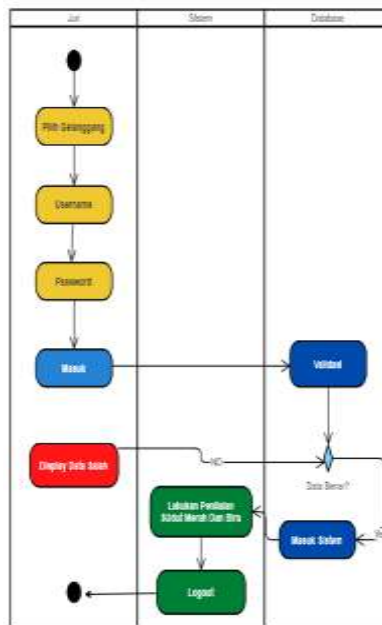 Juri
Sistem
Database
Pilih Gelanggang
Username
Password
Masuk
Validasi
Display Data Salah
NO
Data Benar?
Lakukan Penilaian
Sudut Merah Dan Biru
Masuk Sistem
Logout